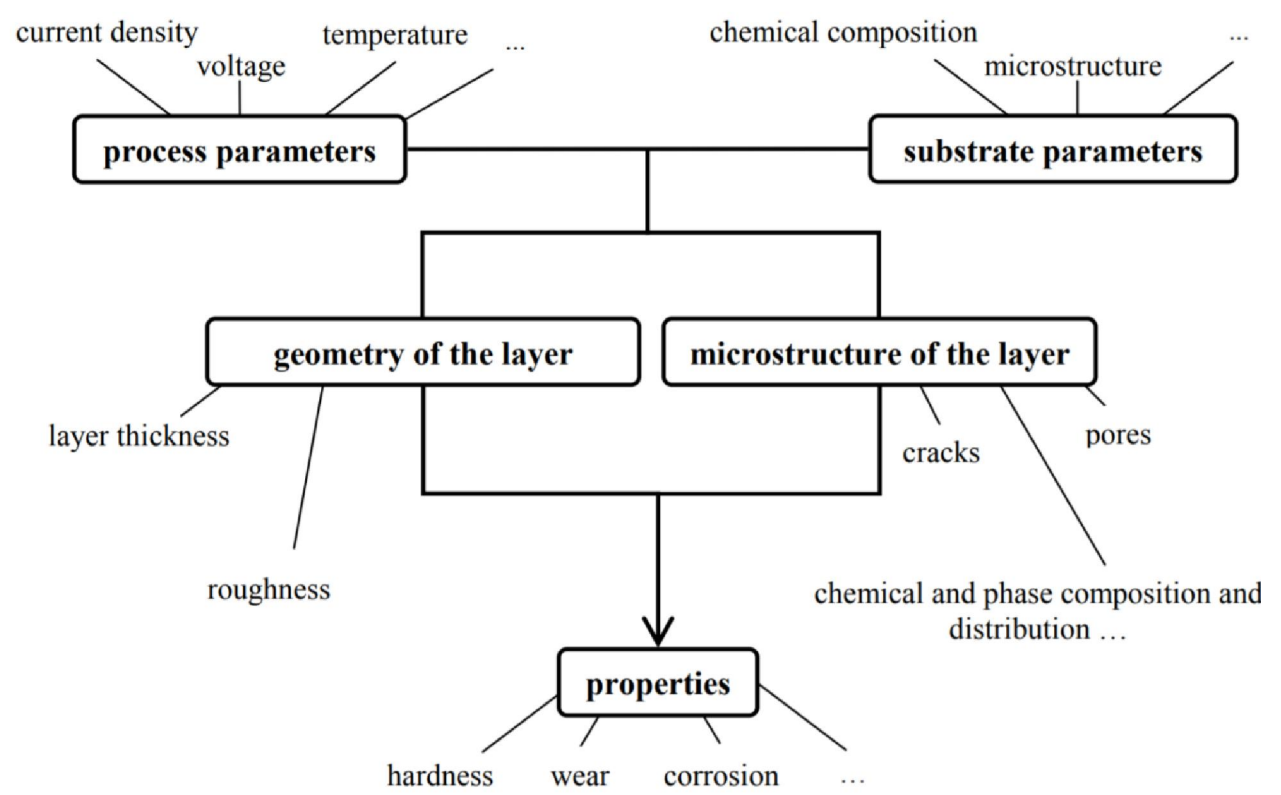 current density
voltage
temperature
...
chemical composition
microstructure
...
process parameters
substrate parameters
geometry of the layer
microstructure of the layer
layer thickness
roughness
cracks
pores
chemical and phase composition and
distribution ...
properties
hardness
wear
corrosion
...